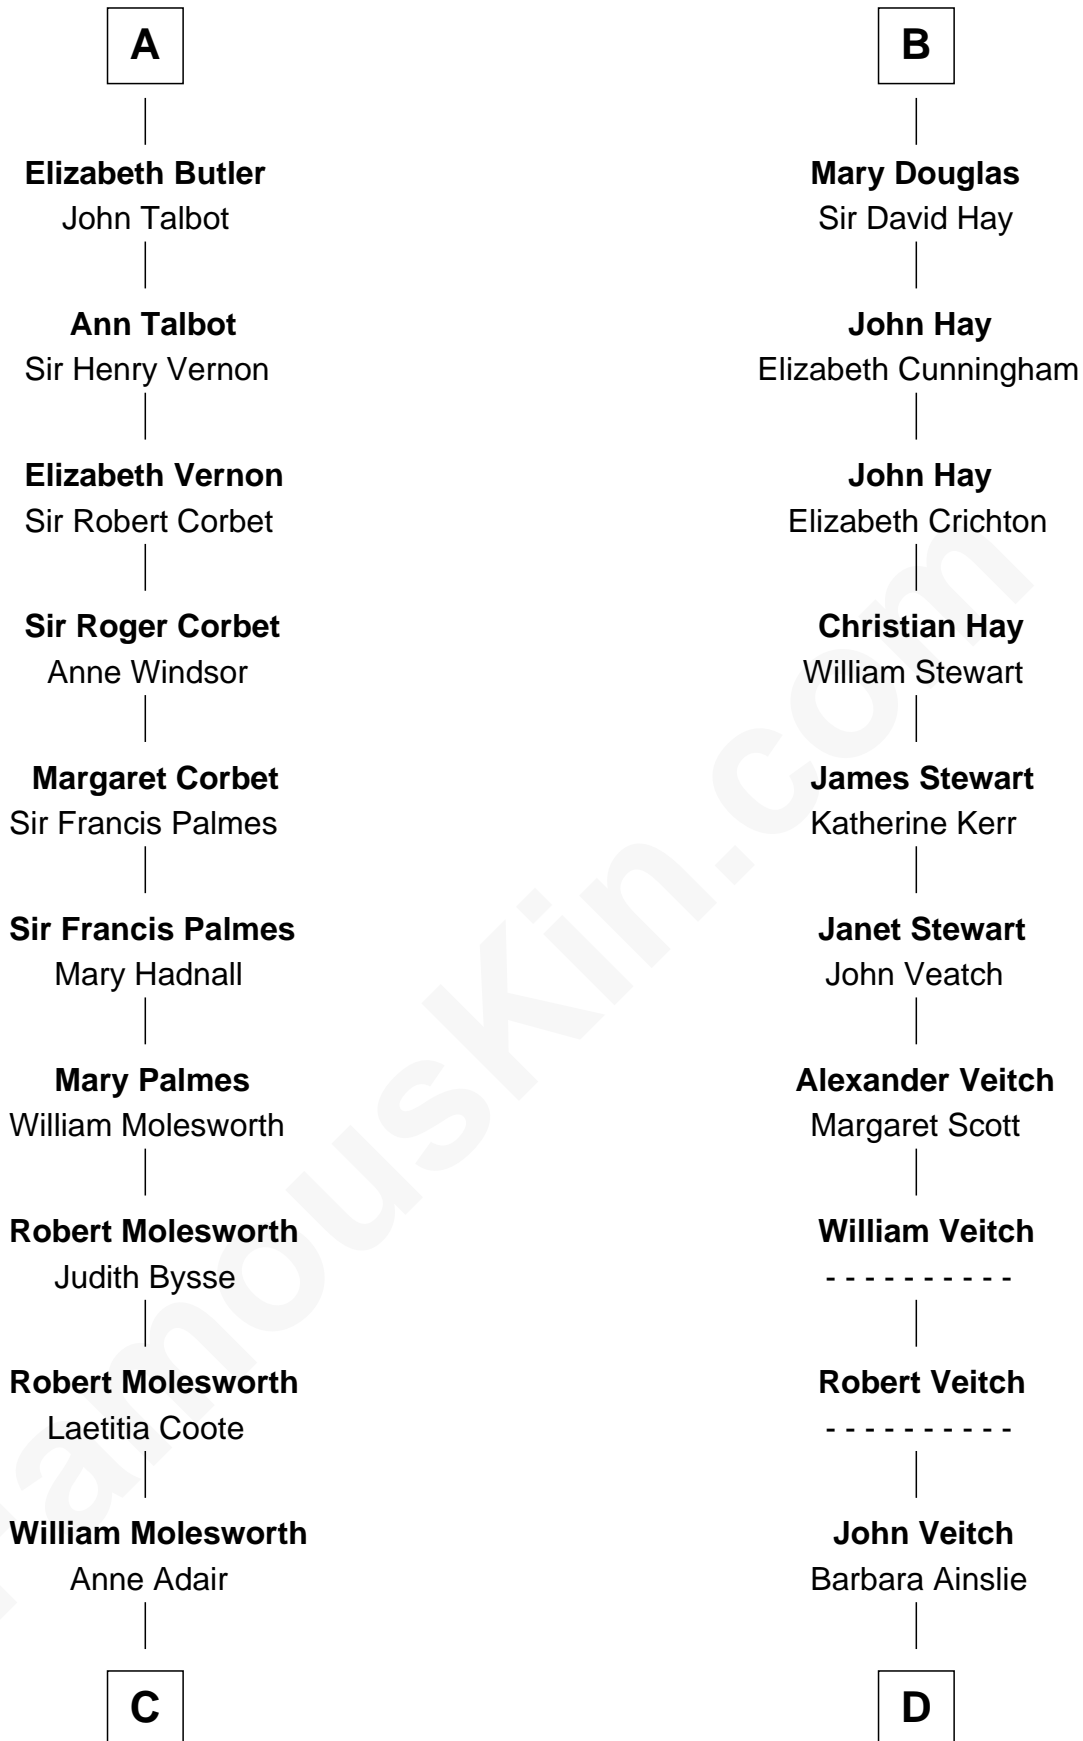 A
Elizabeth Butler
John Talbot
Ann Talbot
Sir Henry Vernon
Elizabeth Vernon
Sir Robert Corbet
Sir Roger Corbet
Anne Windsor
Margaret Corbet
Sir Francis Palmes
Sir Francis Palmes
Mary Hadnall
Mary Palmes
William Molesworth
Robert Molesworth
Judith Bysse
Robert Molesworth
Laetitia Coote
William Molesworth
Anne Adair
C
B
Mary Douglas
Sir David Hay
John Hay
Elizabeth Cunningham
John Hay
Elizabeth Crichton
Christian Hay
William Stewart
James Stewart
Katherine Kerr
Janet Stewart
John Veatch
Alexander Veitch
Margaret Scott
William Veitch
- - - - - - - - - -
Robert Veitch
- - - - - - - - - -
John Veitch
Barbara Ainslie
D
FamousKin.com